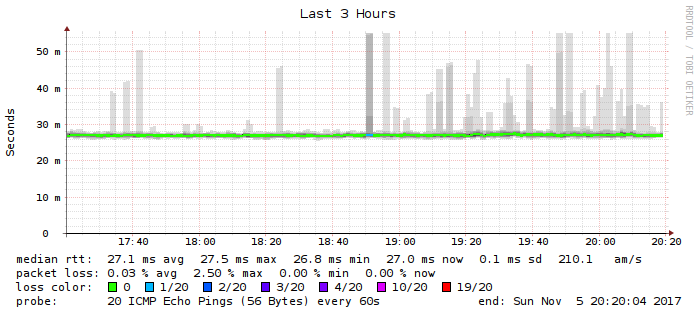 Last 3 Hours
RRDTOOL / TOBI OETIKER
Seconds
50 m
40 m
30 m
20 m
10 m
0
17:40 18:00 18:20 18:40 19:00 19:20 19:40 20:00 20:20
median rtt: 27.1 ms avg 27.5 ms max 26.8 ms min 27.0 ms now 0.1 ms sd 210.1 am/s
packet loss: 0.03 % avg 2.50 % max 0.00 % min 0.00 % now
loss color: 0 1/20 2/20 3/20 4/20 10/20 19/20
probe: 20 ICMP Echo Pings (56 Bytes) every 60s end: Sun Nov 5 20:20:04 2017